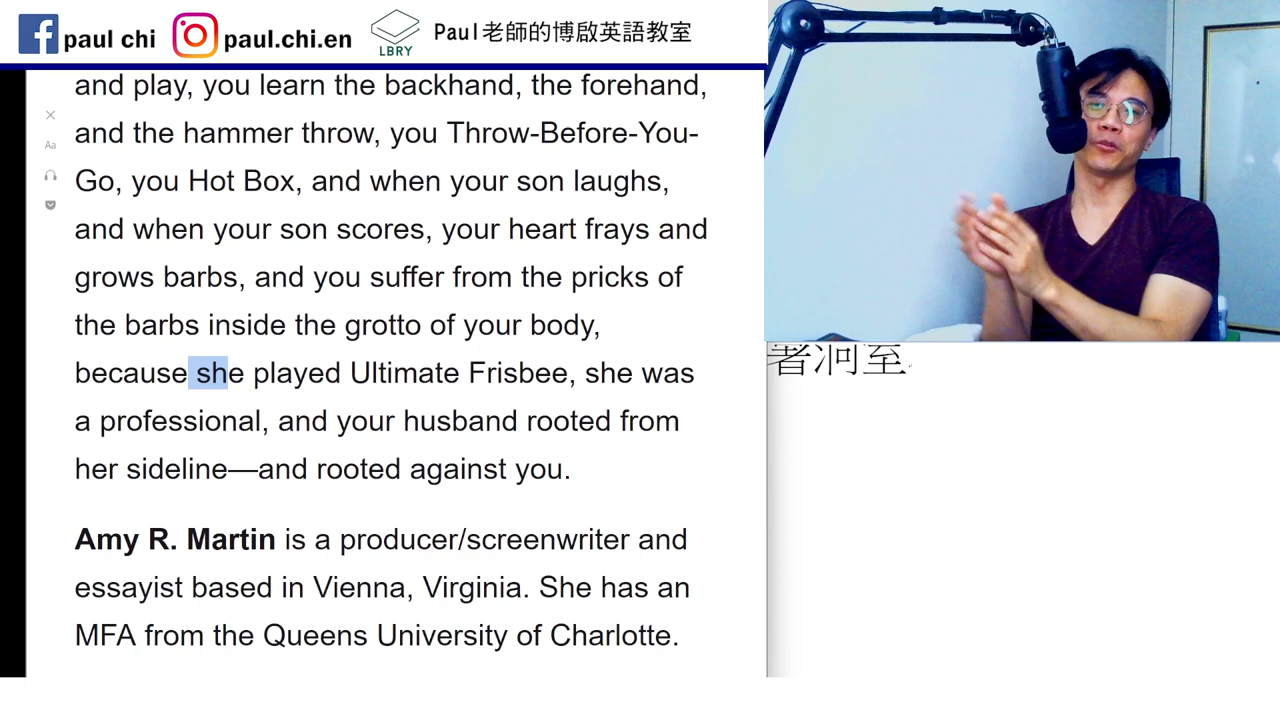 paul chi
paul.chi.en
LBRY
Paul老師的博啟英語教室
and play, you learn the backhand, the forehand,
and the hammer throw, you Throw-Before-You-
Go, you Hot Box, and when your son laughs,
and when your son scores, your heart frays and
grows barbs, and you suffer from the pricks of
the barbs inside the grotto of your body,
because she played Ultimate Frisbee, she was
a professional, and your husband rooted from
her sideline—and rooted against you.
Amy R. Martin is a producer/screenwriter and
essayist based in Vienna, Virginia. She has an
MFA from the Queens University of Charlotte.
Aa